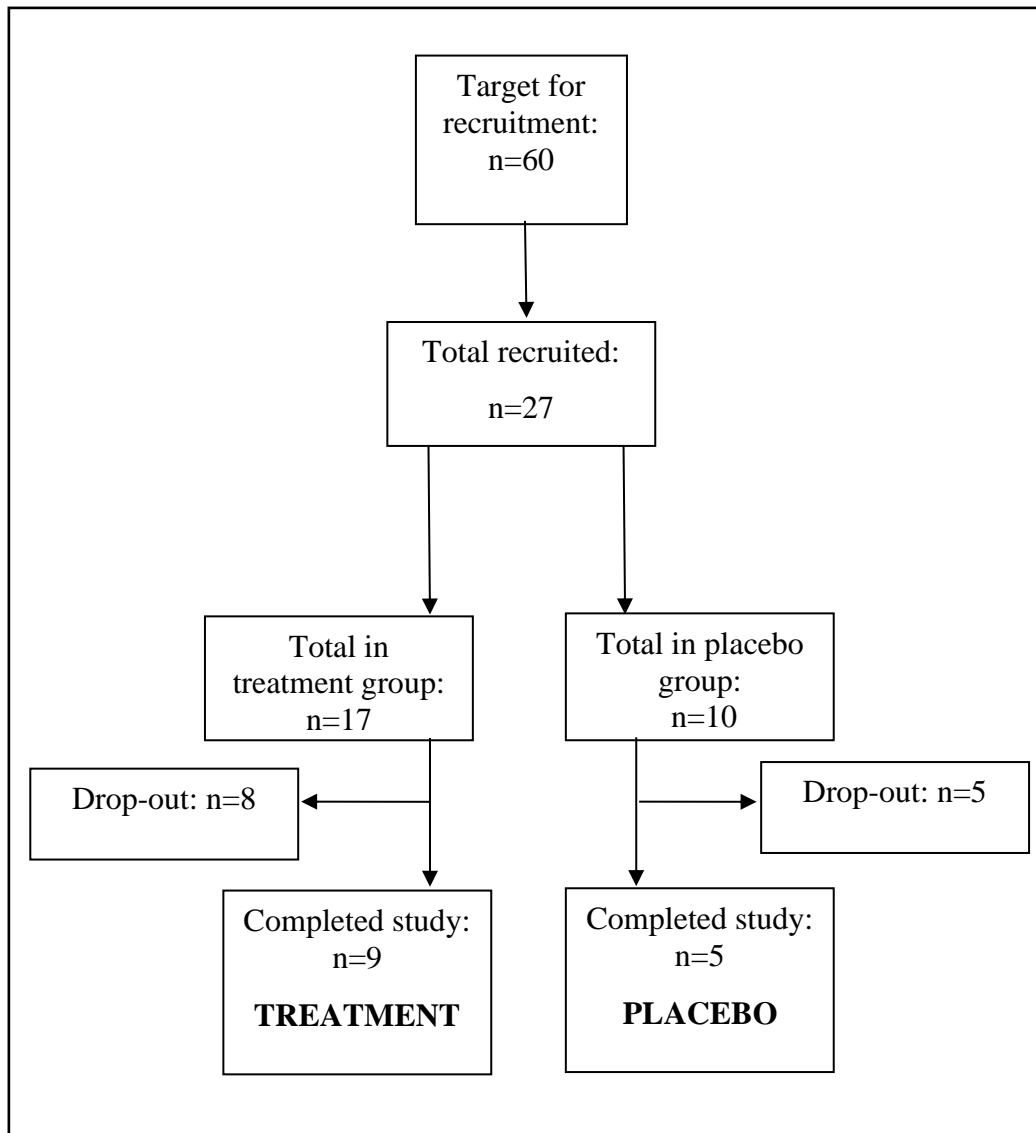 Target for
recruitment:
n=60
Total recruited:
n=27
Total in
treatment group:
n=17
Total in placebo
group:
n=10
Drop-out: n=8
Drop-out: n=5
Completed study:
n=9
TREATMENT
Completed study:
n=5
PLACEBO